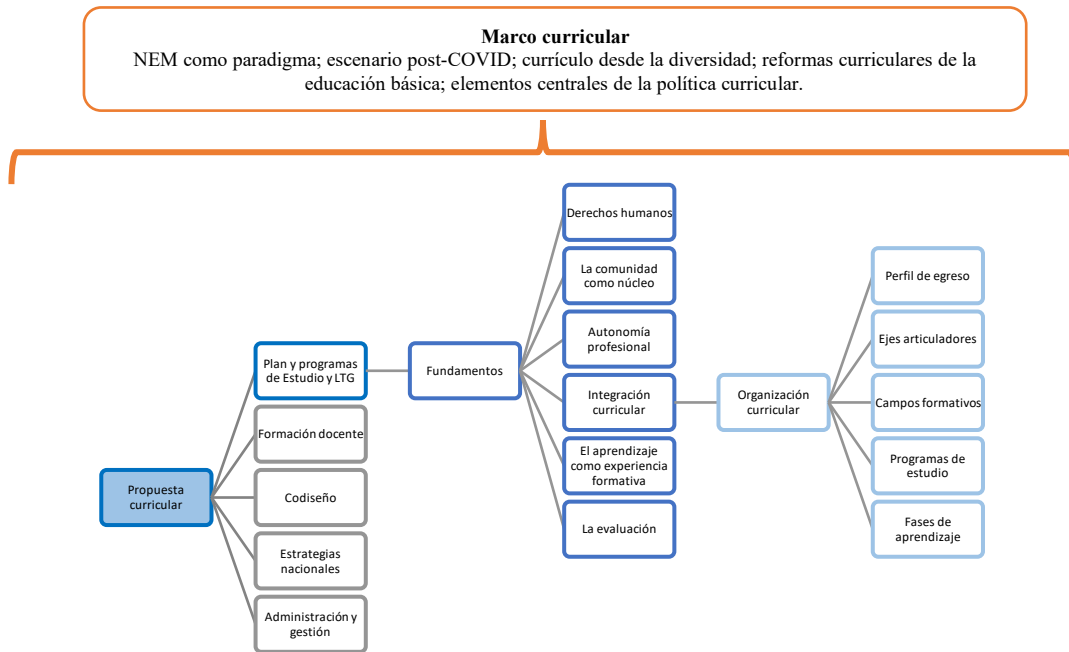 Marco curricular
NEM como paradigma; escenario post-COVID; currículo desde la diversidad; reformas curriculares de la
educación básica; elementos centrales de la política curricular.
Propuesta
curricular
Plan y programas
de Estudio y LTG
Formación docente
Codiseño
Estrategias
nacionales
Administración y
gestión
Fundamentos
Derechos humanos
La comunidad
como núcleo
Autonomía
profesional
Integración
curricular
El aprendizaje
como experiencia
formativa
La evaluación
Organización
curricular
Perfil de egreso
Ejes articuladores
Campos formativos
Programas de
estudio
Fases de
aprendizaje